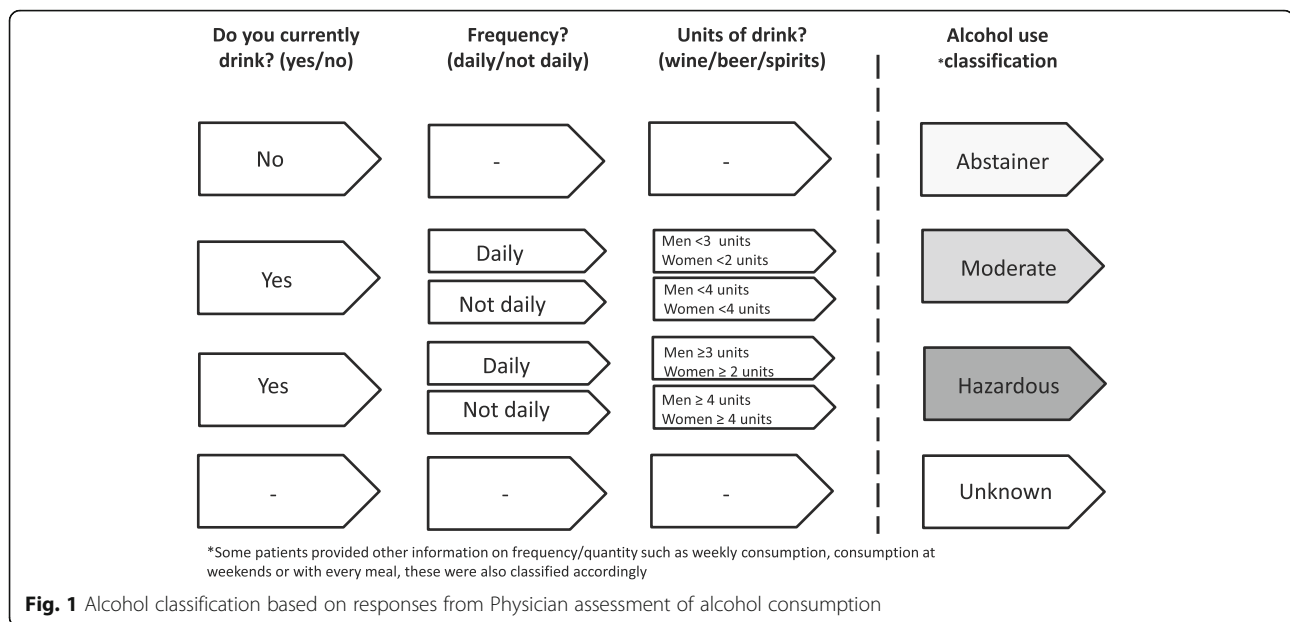 Do you currently
drink? (yes/no)
Frequency?
(daily/not daily)
Units of drink?
(wine/beer/spirits)
Alcohol use
*classification
No
-
-
Abstainer
Yes
Daily
Men <3 units
Women <2 units
Not daily
Men <4 units
Women <4 units
Moderate
Yes
Daily
Men ≥3 units
Women ≥ 2 units
Not daily
Men ≥ 4 units
Women ≥ 4 units
Hazardous
-
-
-
Unknown
*Some patients provided other information on frequency/quantity such as weekly consumption, consumption at
weekends or with every meal, these were also classified accordingly
Fig. 1 Alcohol classification based on responses from Physician assessment of alcohol consumption